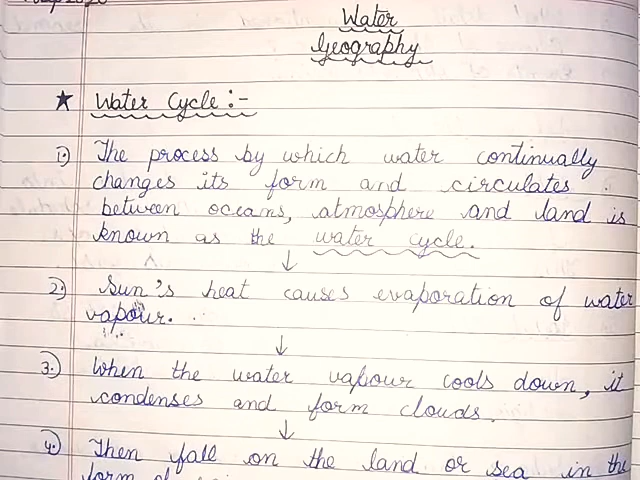 Water
Geography
★ Water Cycle :-
1.) The process by which water continually
changes its form and circulates
between oceans, atmosphere and land is
known as the water cycle.
↓
2.) Sun's heat causes evaporation of water
vapour.
↓
3.) When the water vapour cools down, it
condenses and form clouds.
↓
4.) Then fall on the land or sea in the
form of